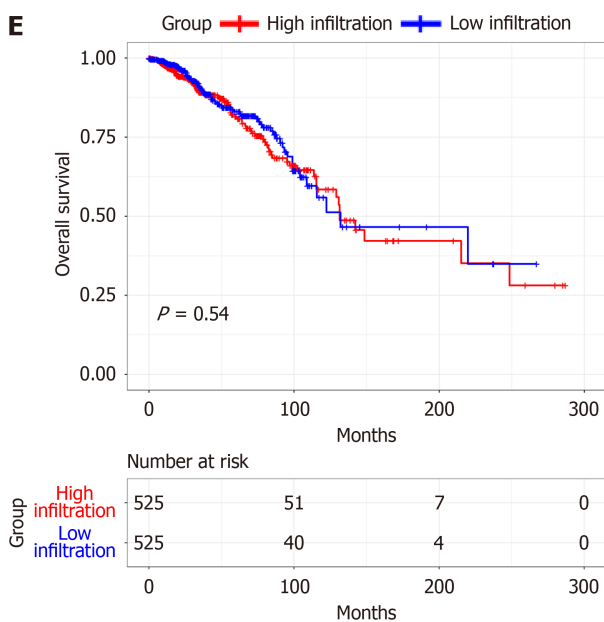 E
Group High infiltration Low infiltration
1.00
0.75
0.50
0.25
0.00
Overall survival
P = 0.54
0 100 200 300
Months
Number at risk
Group
High infiltration 525 51 7 0
Low infiltration 525 40 4 0
0 100 200 300
Months